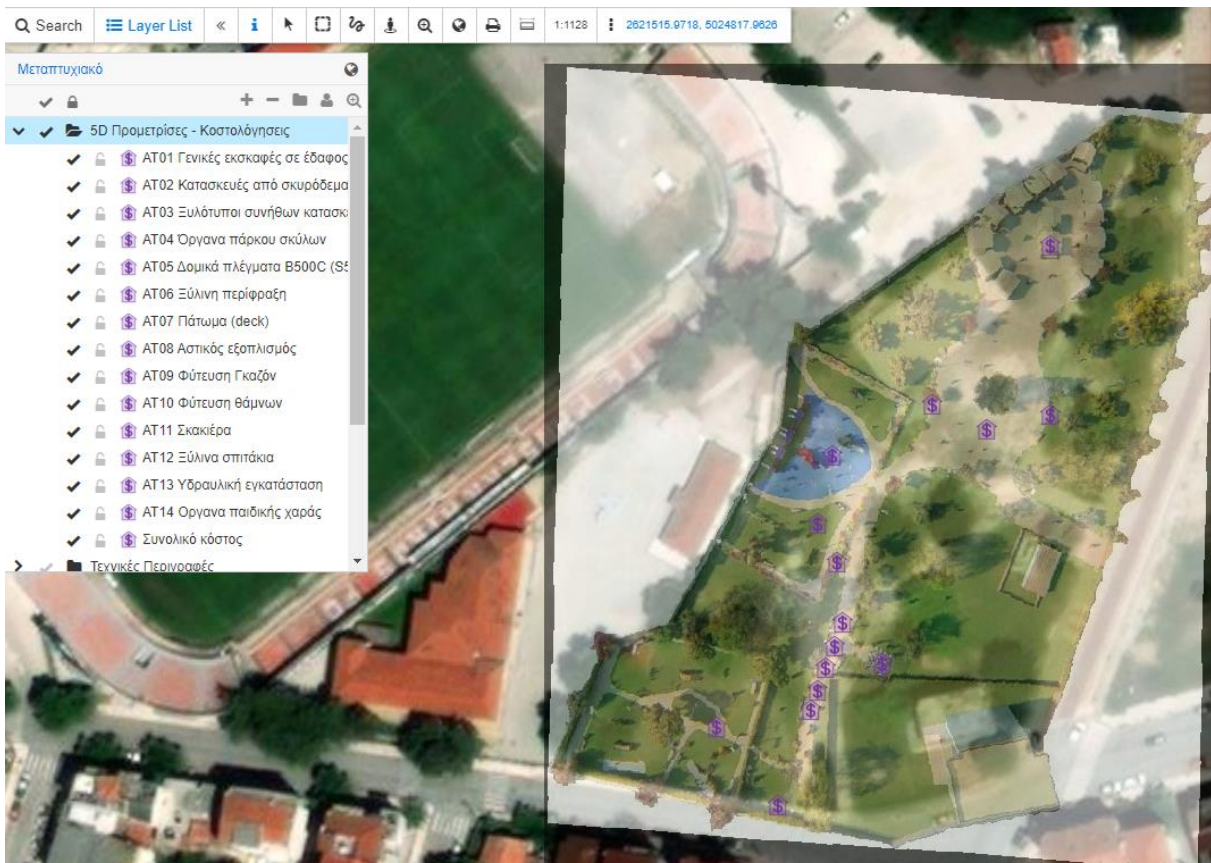 Search Layer List « 1:1128 2621515.9718, 5024817.9626
Μεταπτυχιακό
5D Προμετρίσες - Κοστολόγησεις
AT01 Γενικές εκσκαφές σε έδαφος
AT02 Κατασκευές από σκυρόδεμα
AT03 Ξυλότυποι συνήθων κατασκε
AT04 Όργανα πάρκου σκύλων
AT05 Δομικά πλέγματα B500C (S5
AT06 Ξύλινη περίφραξη
AT07 Πάτωμα (deck)
AT08 Αστικός εξοπλισμός
AT09 Φύτευση Γκαζόν
AT10 Φύτευση θάμνων
AT11 Σκακιέρα
AT12 Ξύλινα σπιτάκια
AT13 Υδραυλική εγκατάσταση
AT14 Οργανα παιδικής χαράς
Συνολικό κόστος
Τεχνικές Περιγραφές